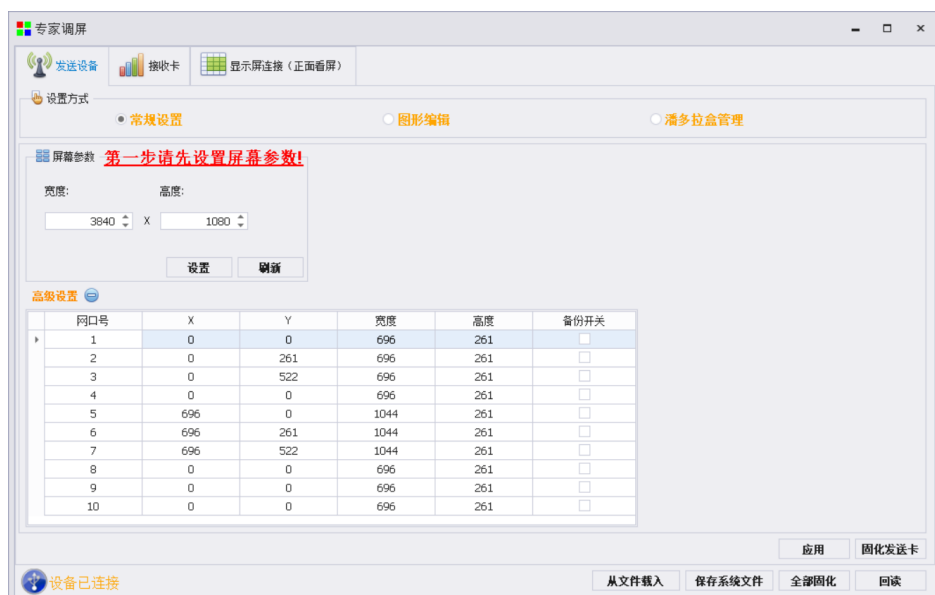 专家调屏
发送设备 接收卡 显示屏连接（正面看屏）
设置方式
常规设置 图形编辑 潘多拉盒管理
屏幕参数 第一步请先设置屏幕参数!
宽度: 高度:
3840 X 1080
设置 刷新
高级设置
网口号 X Y 宽度 高度 备份开关
1 0 0 696 261
2 0 261 696 261
3 0 522 696 261
4 0 0 696 261
5 696 0 1044 261
6 696 261 1044 261
7 696 522 1044 261
8 0 0 696 261
9 0 0 696 261
10 0 0 696 261
应用 固化发送卡
设备已连接 从文件载入 保存系统文件 全部固化 回读